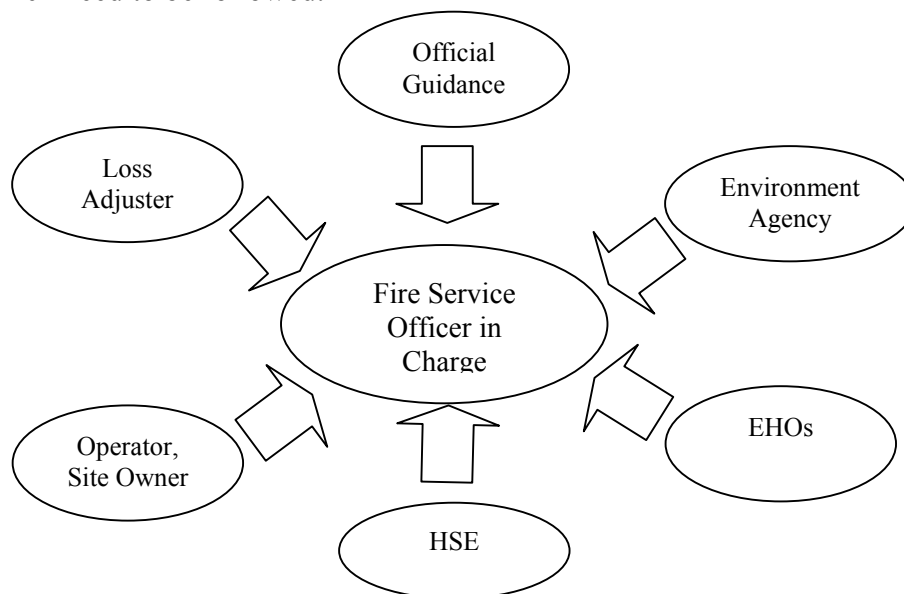 Official
Guidance
Loss
Adjuster
Environment
Agency
Fire Service
Officer in
Charge
Operator,
Site Owner
EHOs
HSE